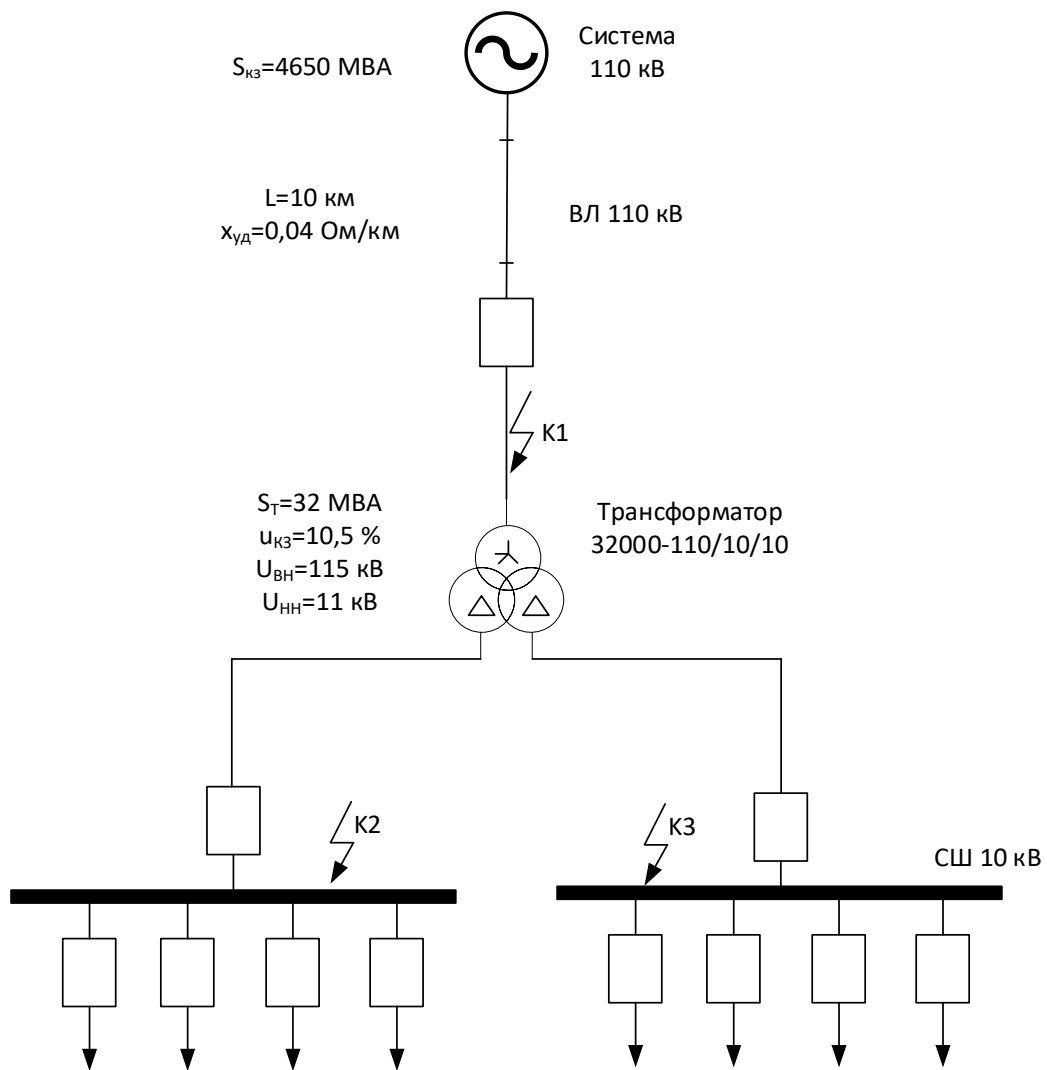 Система
110 кВ
Sкз=4650 МВА
L=10 км
xуд=0,04 Ом/км
ВЛ 110 кВ
К1
SТ=32 МВА
uКЗ=10,5 %
UВН=115 кВ
UНН=11 кВ
Трансформатор
32000-110/10/10
К2
К3
СШ 10 кВ